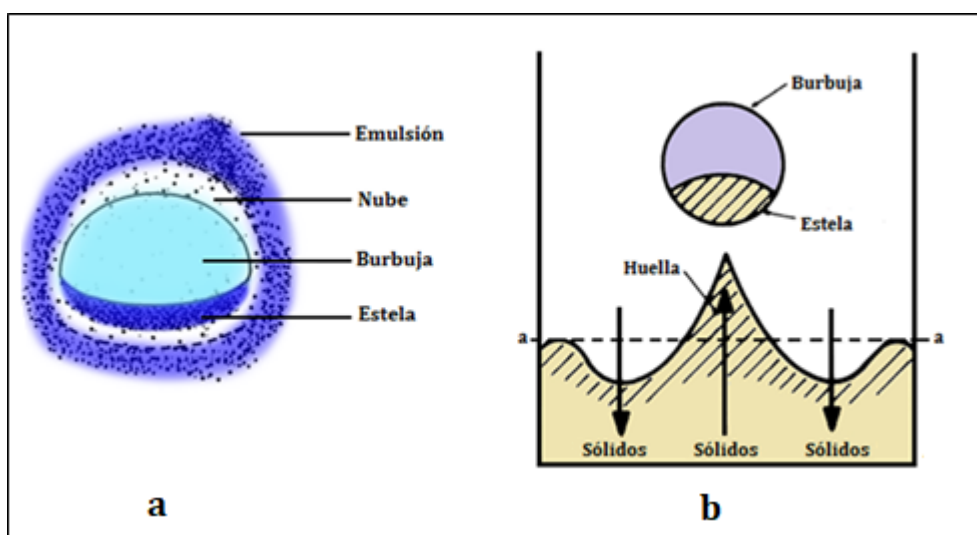 Emulsión
Nube
Burbuja
Estela
a
Burbuja
Estela
Huella
a
a
Sólidos
Sólidos
Sólidos
b